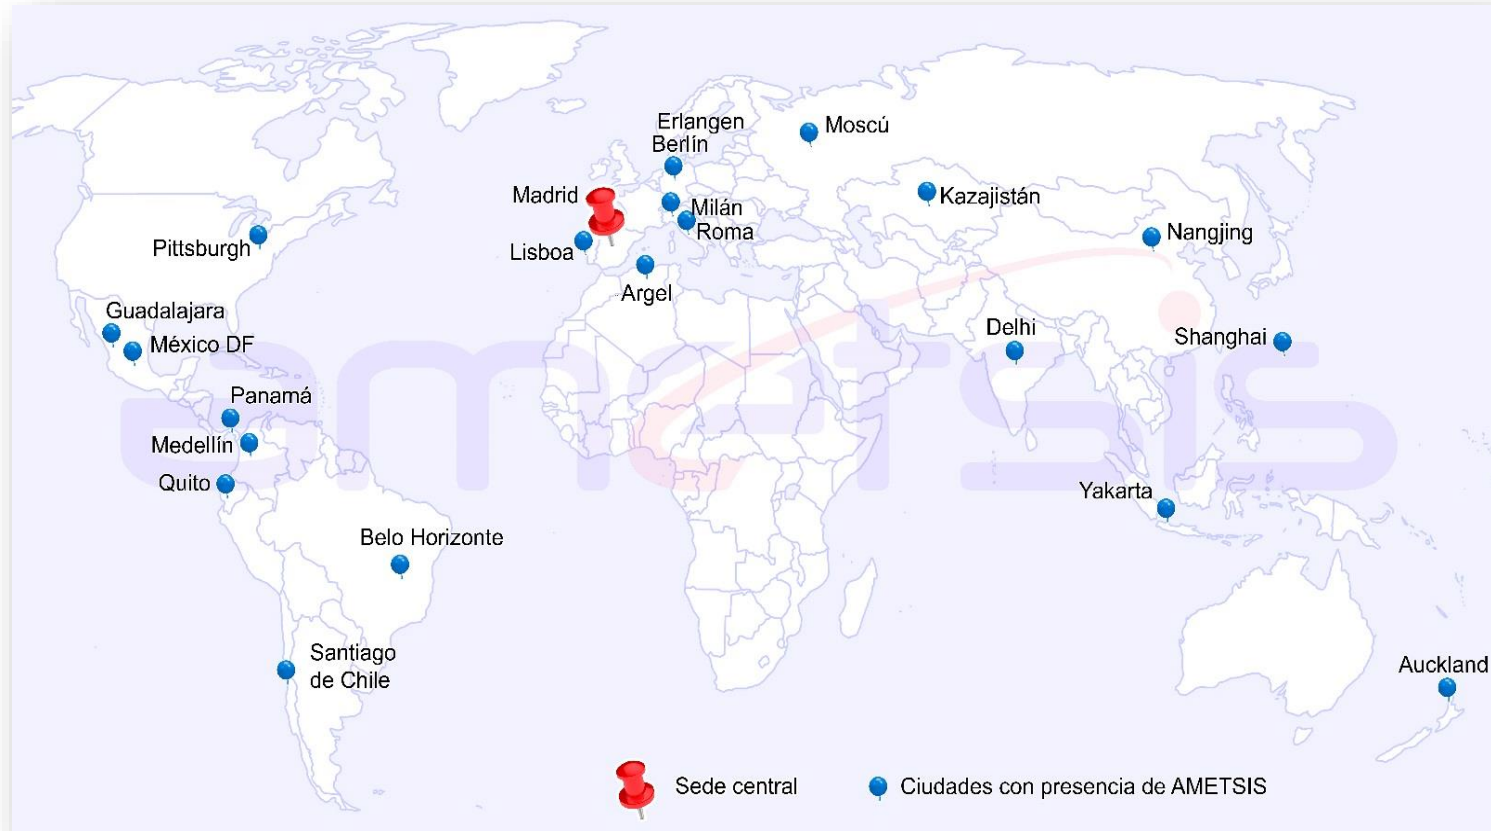 Erlangen
Berlín
Moscú
Madrid
Kazajistán
Milán
Roma
Lisboa
Pittsburgh
Nangjing
Argel
Guadalajara
México DF
Delhi
Shanghai
Panamá
Medellín
Quito
Yakarta
Belo Horizonte
Santiago
de Chile
Auckland
ametsis
Sede central
Ciudades con presencia de AMETSIS